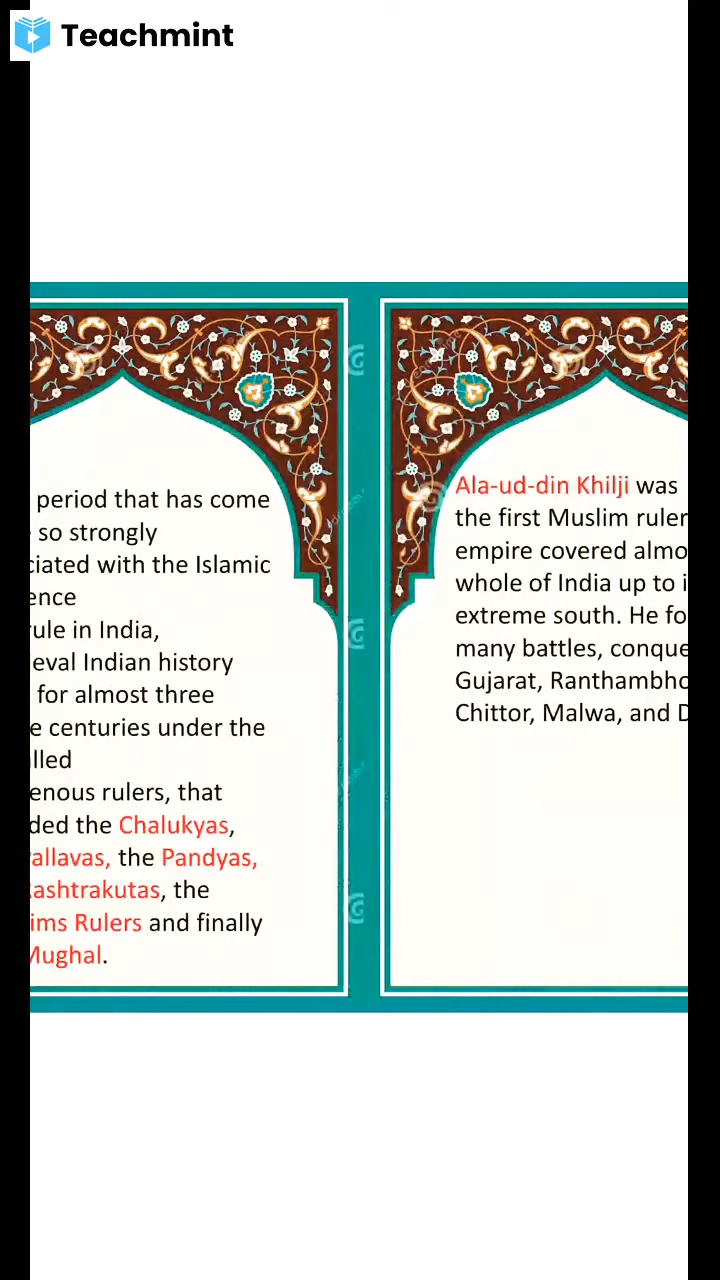 Teachmint
period that has come
so strongly
ciated with the Islamic
ence
rule in India,
eval Indian history
for almost three
e centuries under the
lled
enous rulers, that
ded the Chalukyas,
allavas, the Pandyas,
ashtrakutas, the
ims Rulers and finally
Mughal.
Ala-ud-din Khilji was
the first Muslim ruler
empire covered almo
whole of India up to i
extreme south. He fo
many battles, conque
Gujarat, Ranthambho
Chittor, Malwa, and D